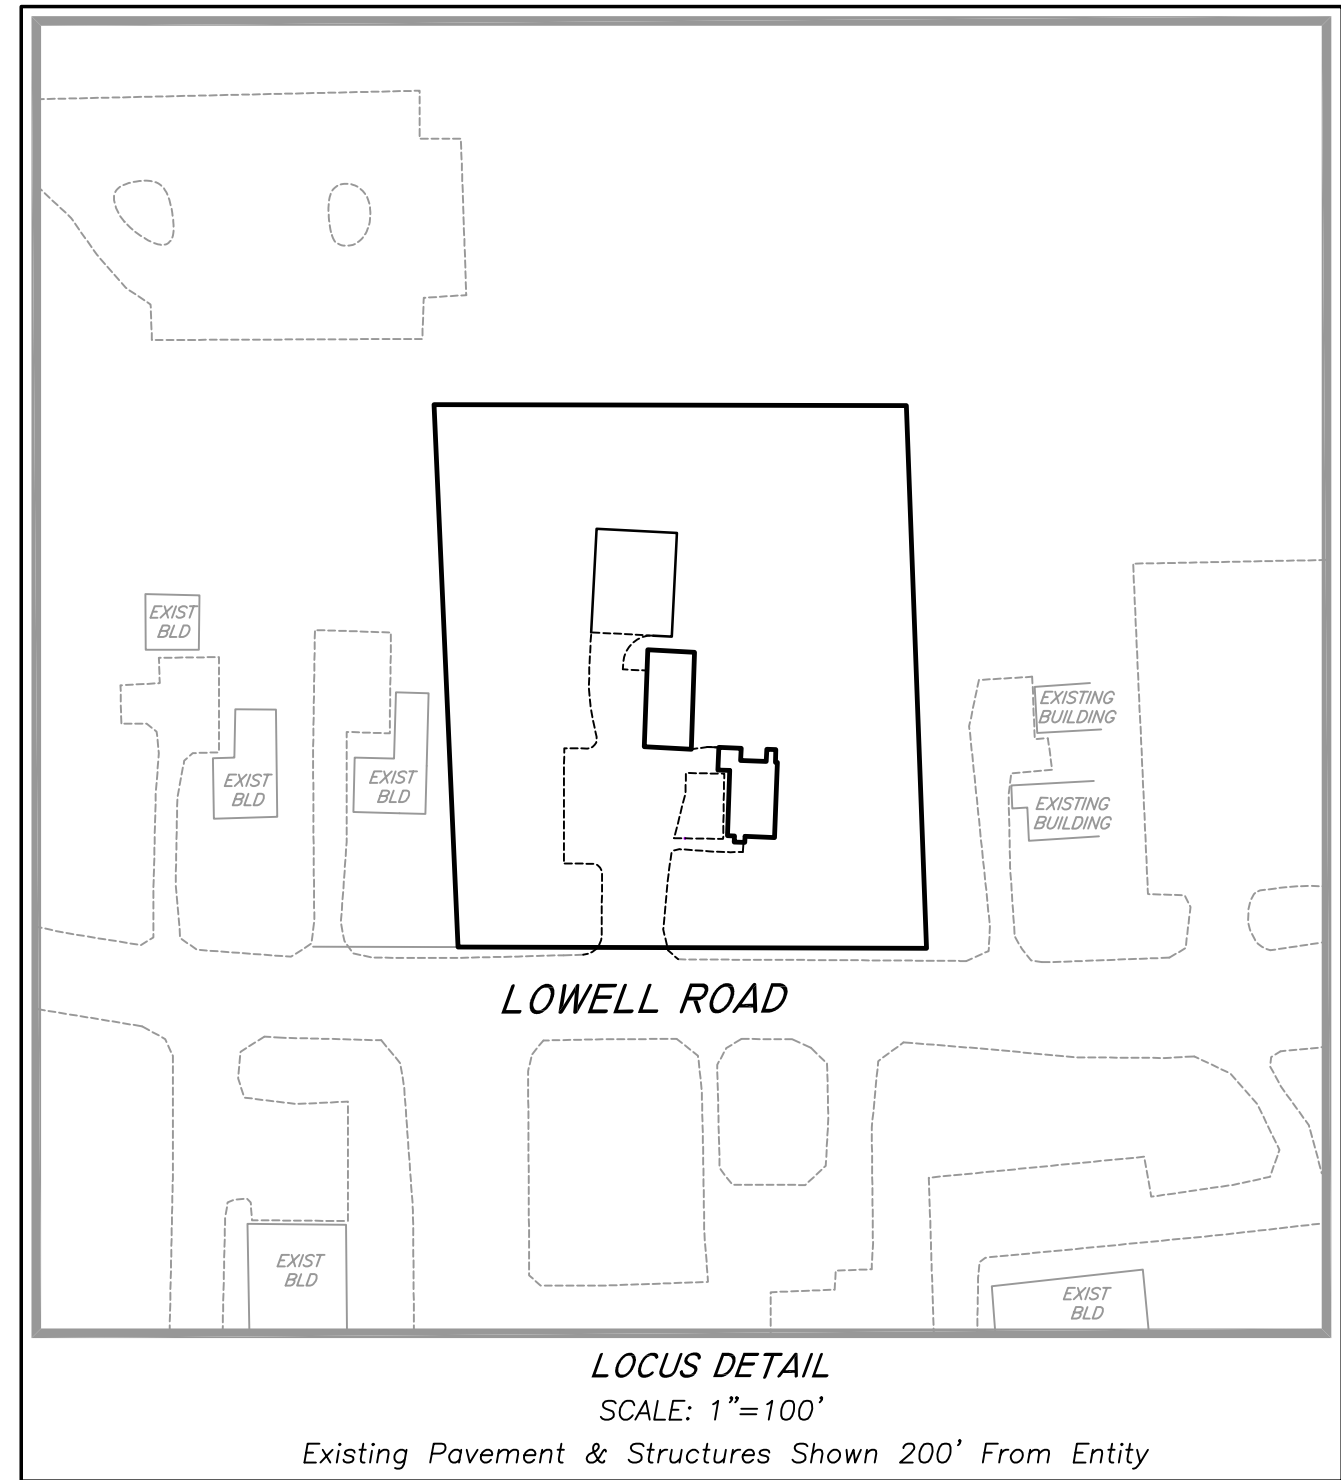 EXIST
BLD
EXIST
BLD
EXIST
BLD
EXISTING
BUILDING
EXISTING
BUILDING
LOWELL ROAD
EXIST
BLD
EXIST
BLD
LOCUS DETAIL
SCALE: 1"=100'
Existing Pavement & Structures Shown 200' From Entity